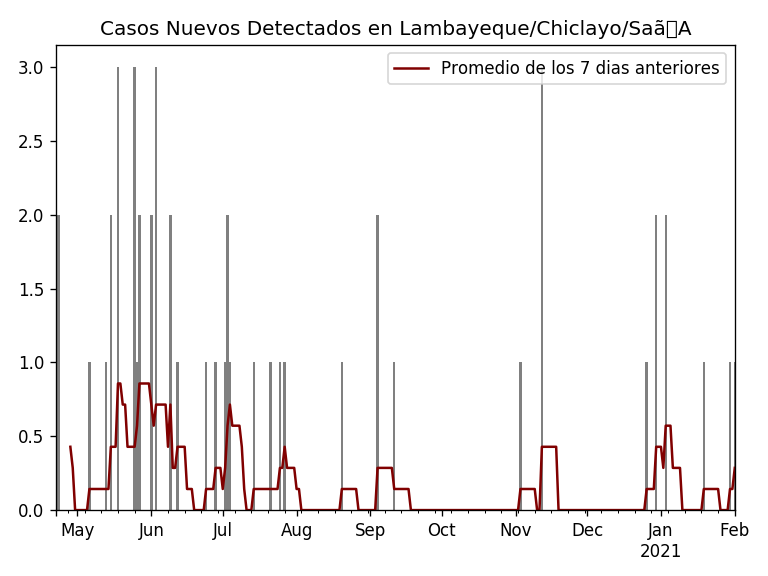 Casos Nuevos Detectados en Lambayeque/Chiclayo/Saã▯A
Promedio de los 7 dias anteriores
3.0
2.5
2.0
1.5
1.0
0.5
0.0
May Jun Jul Aug Sep Oct Nov Dec Jan Feb
2021